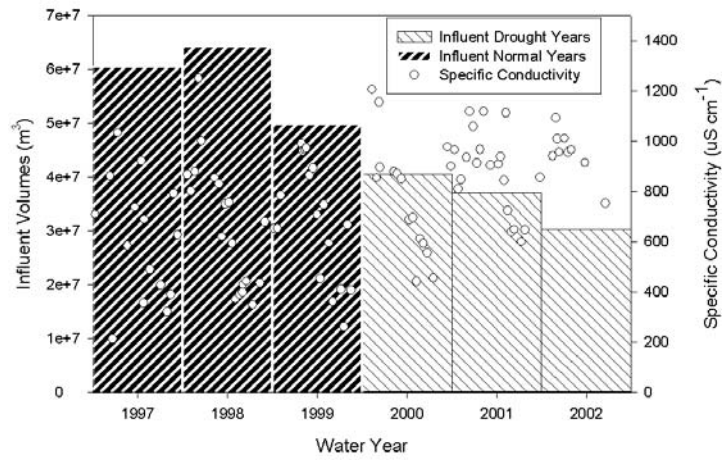 7e+7
6e+7
5e+7
4e+7
3e+7
2e+7
1e+7
0
Influent Volumes (m³)
Influent Drought Years
Influent Normal Years
Specific Conductivity
1400
1200
1000
800
600
400
200
0
Specific Conductivity (uS cm⁻¹)
1997 1998 1999 2000 2001 2002
Water Year